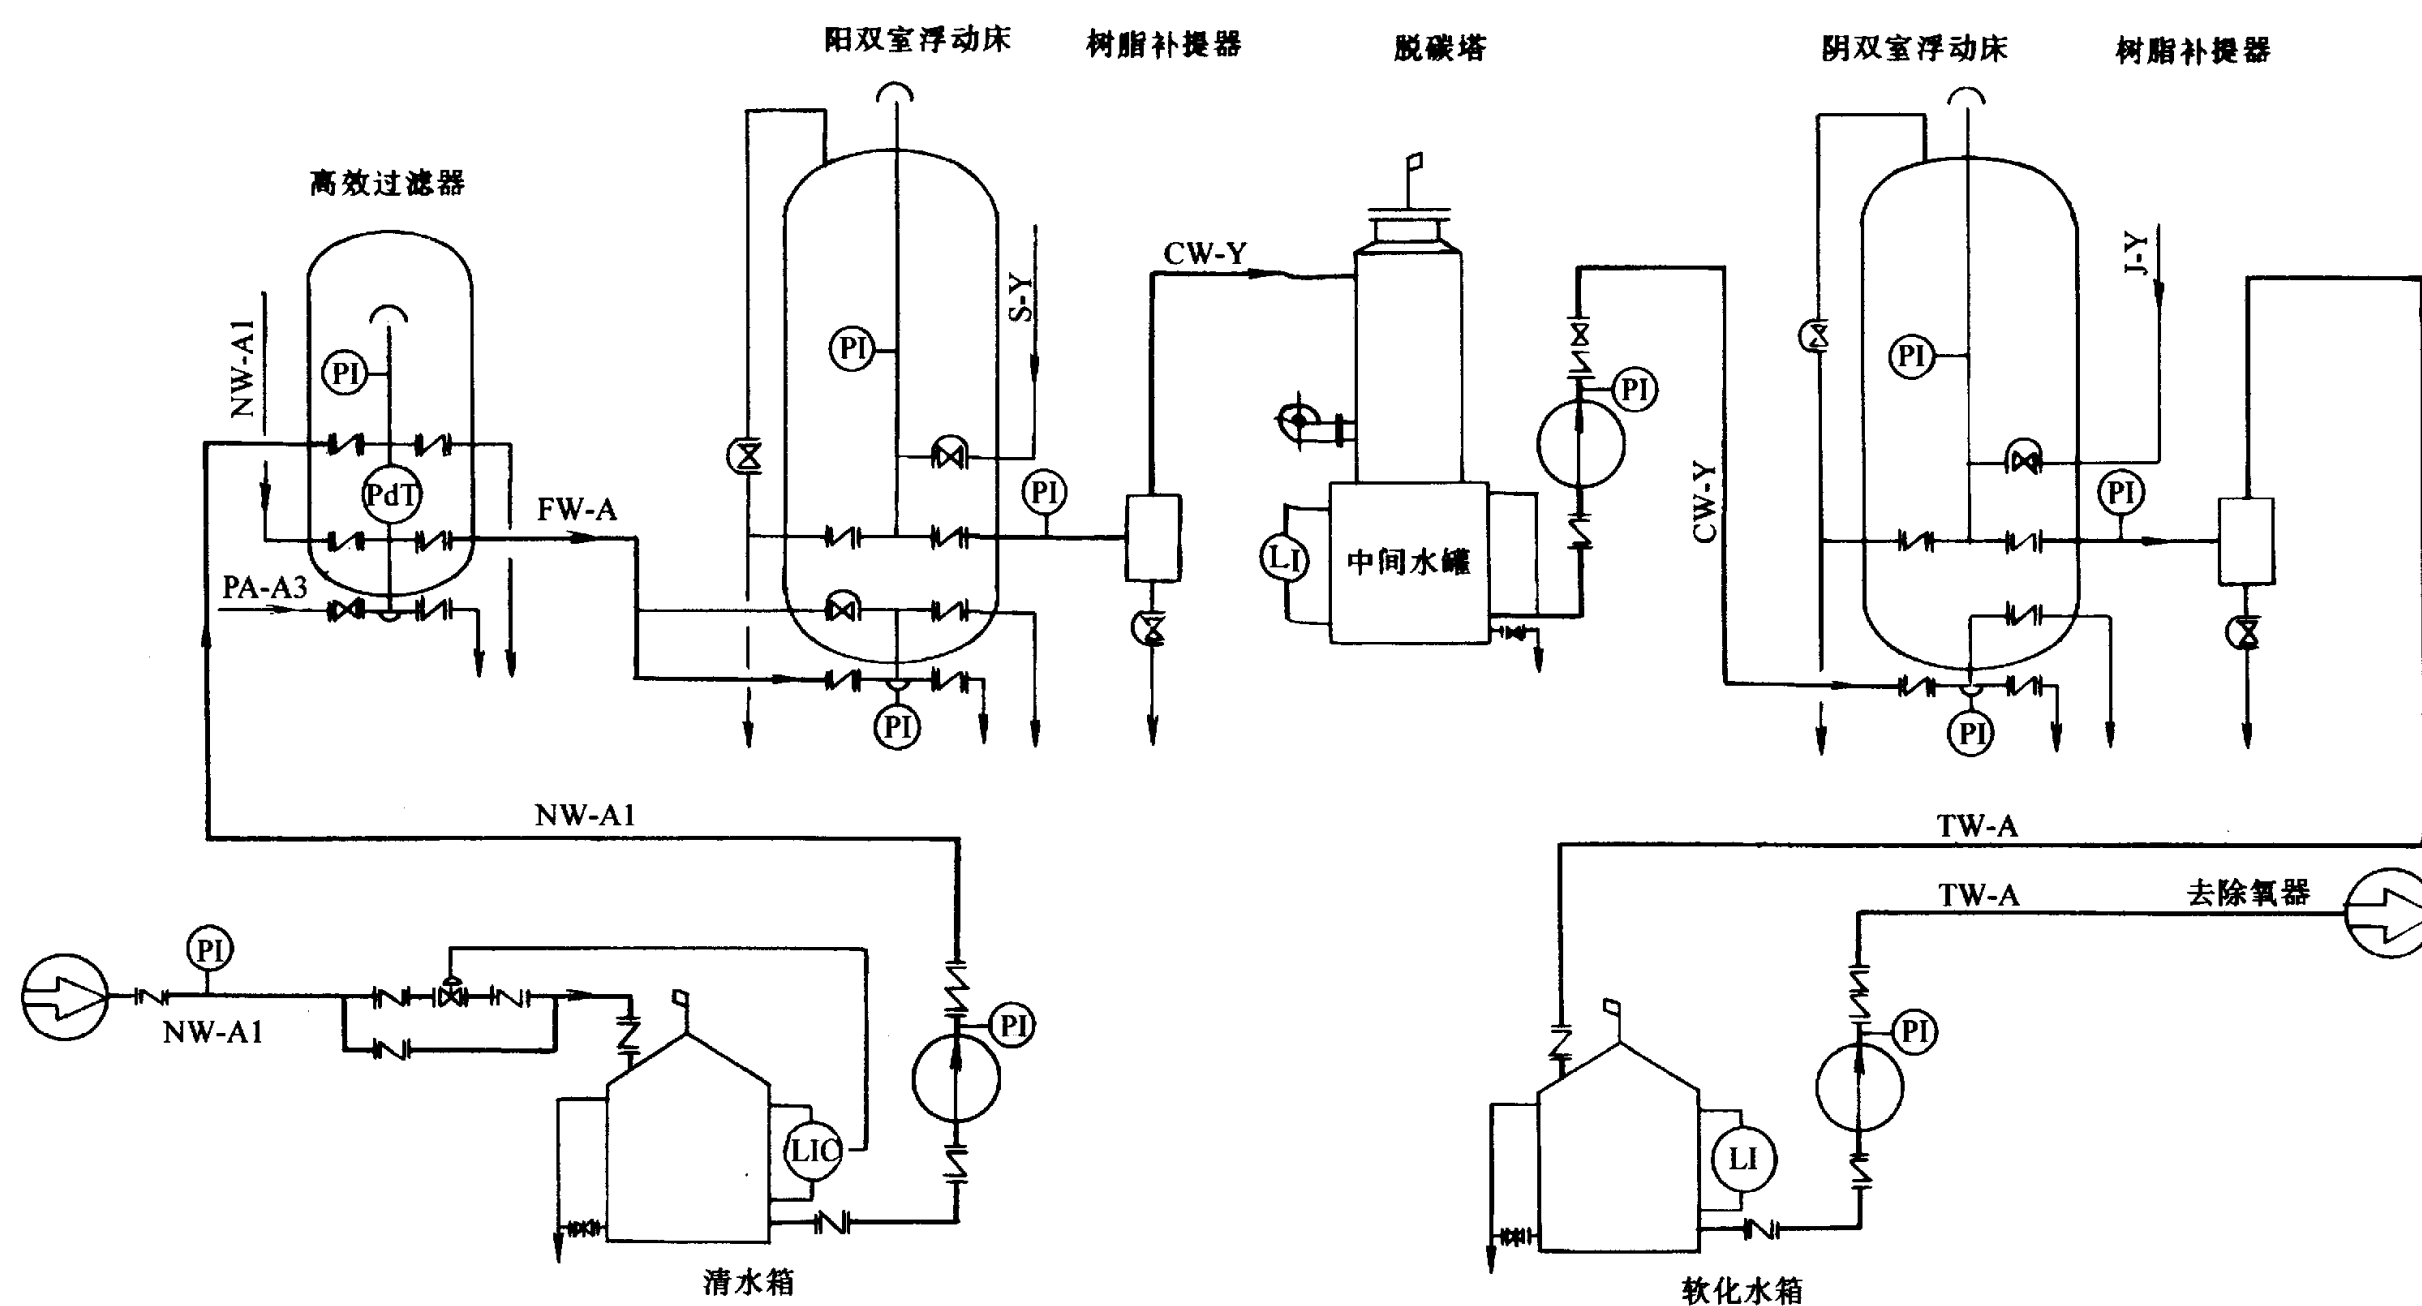 阳双室浮动床
树脂补提器
脱碳塔
阴双室浮动床
树脂补提器
高效过滤器
NW-A1
PI
PdT
PA-A3
FW-A
PI
S-Y
PI
PI
CW-Y
LI
中间水罐
PI
CW-Y
PI
J-Y
PI
PI
NW-A1
TW-A
TW-A
去除氧器
PI
NW-A1
PI
LIC
清水箱
PI
LI
软化水箱